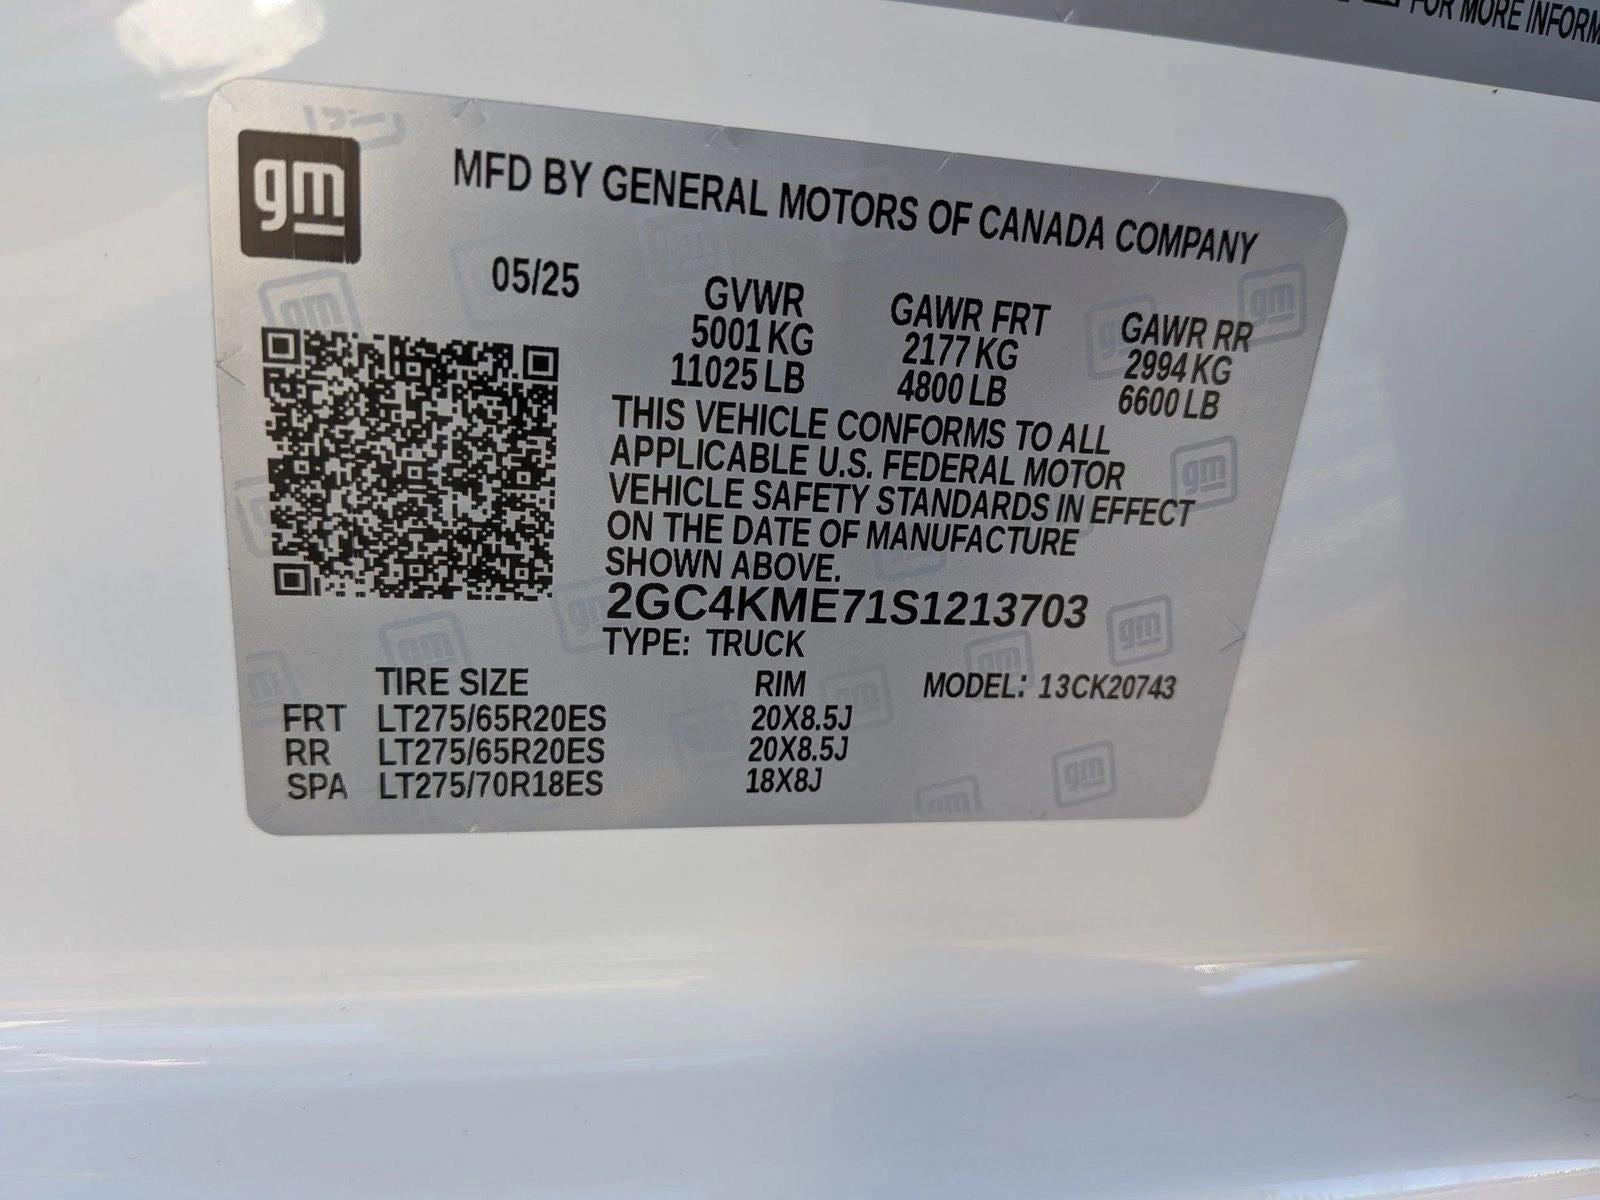 FOR MORE INFORM
gm
MFD BY GENERAL MOTORS OF CANADA COMPANY
05/25
GVWR GAWR FRT GAWR RR
5001 KG 2177 KG 2994 KG
11025 LB 4800 LB 6600 LB
THIS VEHICLE CONFORMS TO ALL
APPLICABLE U.S. FEDERAL MOTOR
VEHICLE SAFETY STANDARDS IN EFFECT
ON THE DATE OF MANUFACTURE
SHOWN ABOVE.
2GC4KME71S1213703
TYPE: TRUCK
TIRE SIZE RIM MODEL: 13CK20743
FRT LT275/65R20ES 20X8.5J
RR LT275/65R20ES 20X8.5J
SPA LT275/70R18ES 18X8J